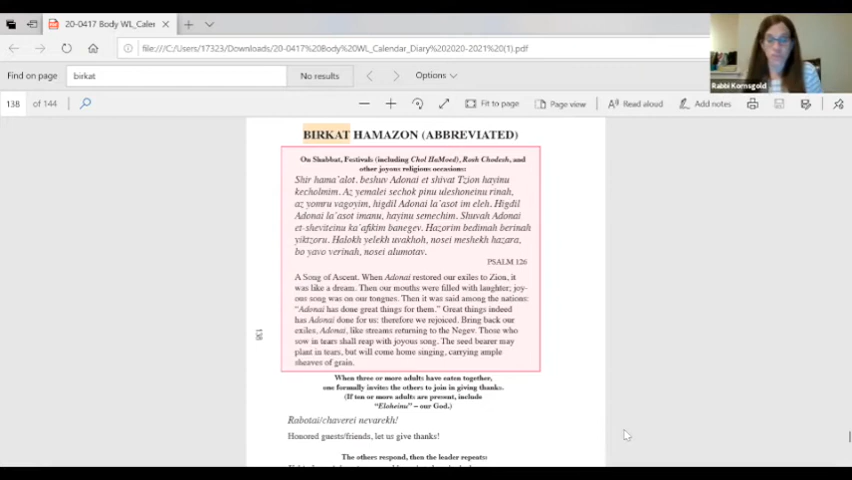 20-0417 Body WL_Calen
file:///C:/Users/17323/Downloads/20-0417%20Body%20WL_Calendar_Diary%202020-2021%20(1).pdf
Find on page
birkat
No results
Options
Rabbi Kornsgold
138 of 144
Fit to page
Page view
Read aloud
Add notes
BIRKAT HAMAZON (ABBREVIATED)
On Shabbat, Festivals (including Chol HaMoed), Rosh Chodesh, and
other joyous religious occasions:
Shir hama'alot. beshuv Adonai et shivat Tzion hayinu
kecholmim. Az yemalei sechok pinu uleshoneinu rinah,
az yomru vagoyim, higdil Adonai la'asot im eleh. Higdil
Adonai la'asot imanu, hayinu semechim. Shuvah Adonai
et-sheviteinu ka'afikim banegev. Hazorim bedimah berinah
yiktzoru. Halokh yelekh uvakhoh, nosei meshekh hazara,
bo yavo verinah, nosei alumotav.
PSALM 126
A Song of Ascent. When Adonai restored our exiles to Zion, it
was like a dream. Then our mouths were filled with laughter; joy-
ous song was on our tongues. Then it was said among the nations:
"Adonai has done great things for them." Great things indeed
has Adonai done for us: therefore we rejoiced. Bring back our
exiles, Adonai, like streams returning to the Negev. Those who
sow in tears shall reap with joyous song. The seed bearer may
plant in tears, but will come home singing, carrying ample
sheaves of grain.
138
When three or more adults have eaten together,
one formally invites the others to join in giving thanks.
(If ten or more adults are present, include
"Eloheinu" – our God.)
Rabotai/chaverei nevarekh!
Honored guests/friends, let us give thanks!
The others respond, then the leader repeats: